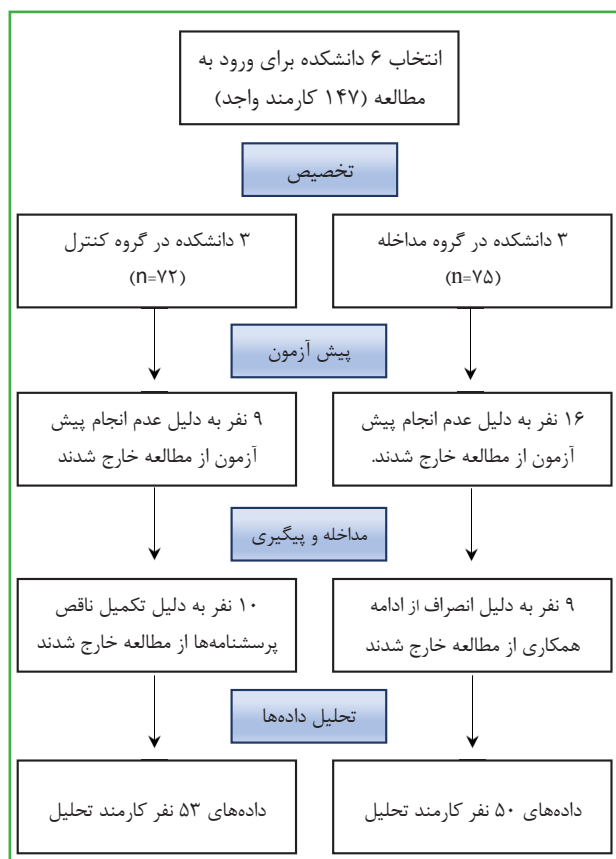 انتخاب ۶ دانشکده برای ورود به
مطالعه (۱۴۷ کارمند واجد)
تخصیص
۳ دانشکده در گروه مداخله
(n=۷۵)
۳ دانشکده در گروه کنترل
(n=۷۲)
پیش آزمون
۱۶ نفر به دلیل عدم انجام پیش
آزمون از مطالعه خارج شدند.
۹ نفر به دلیل عدم انجام پیش
آزمون از مطالعه خارج شدند
مداخله و پیگیری
۹ نفر به دلیل انصراف از ادامه
همکاری از مطالعه خارج شدند
۱۰ نفر به دلیل تکمیل ناقص
پرسشنامه‌ها از مطالعه خارج شدند
تحلیل داده‌ها
داده‌های ۵۰ نفر کارمند تحلیل
داده‌های ۵۳ نفر کارمند تحلیل